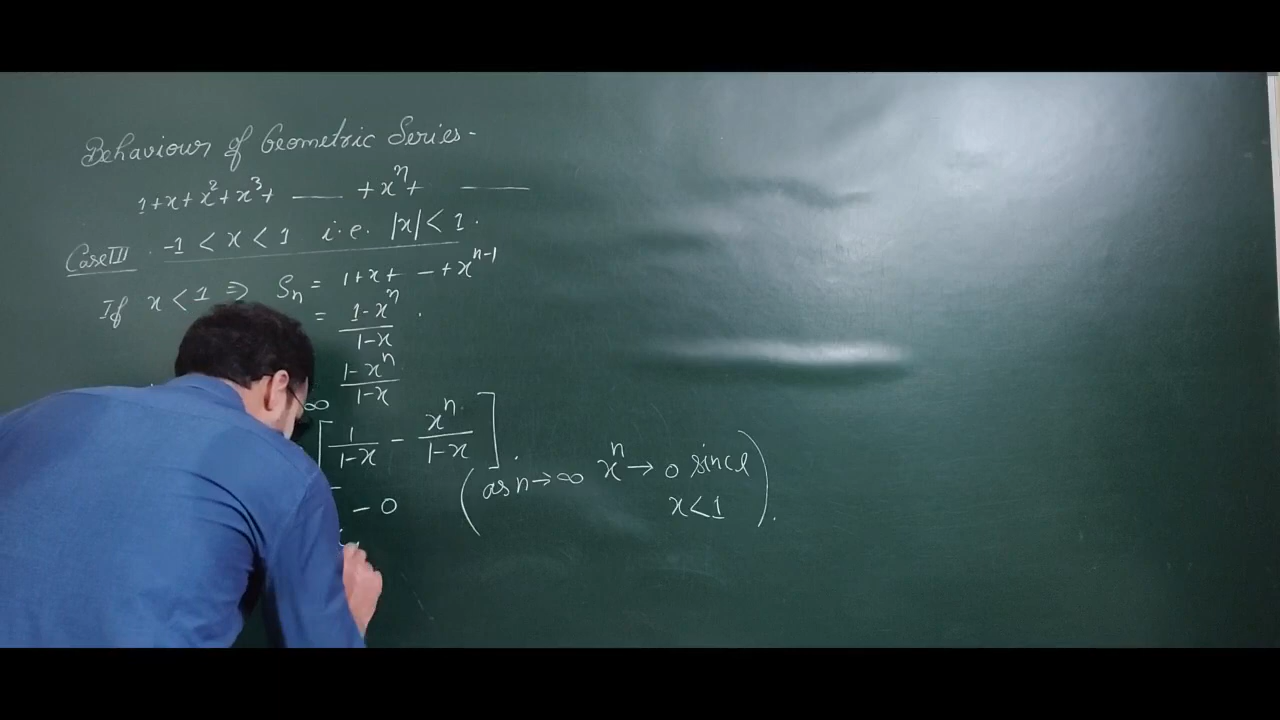 Behaviour of Geometric Series-
1+x+x²+x³+ —— +xⁿ+ ——
Case III. -1 < x < 1 i.e. |x| < 1.
If x < 1 ⇒ Sₙ = 1+x+ - + xⁿ⁻¹
= (1-xⁿ)/(1-x).
(1-xⁿ)/(1-x)
∞
[1/(1-x) - xⁿ/(1-x)].
- 0 (as n→∞ xⁿ→0 since
x<1).